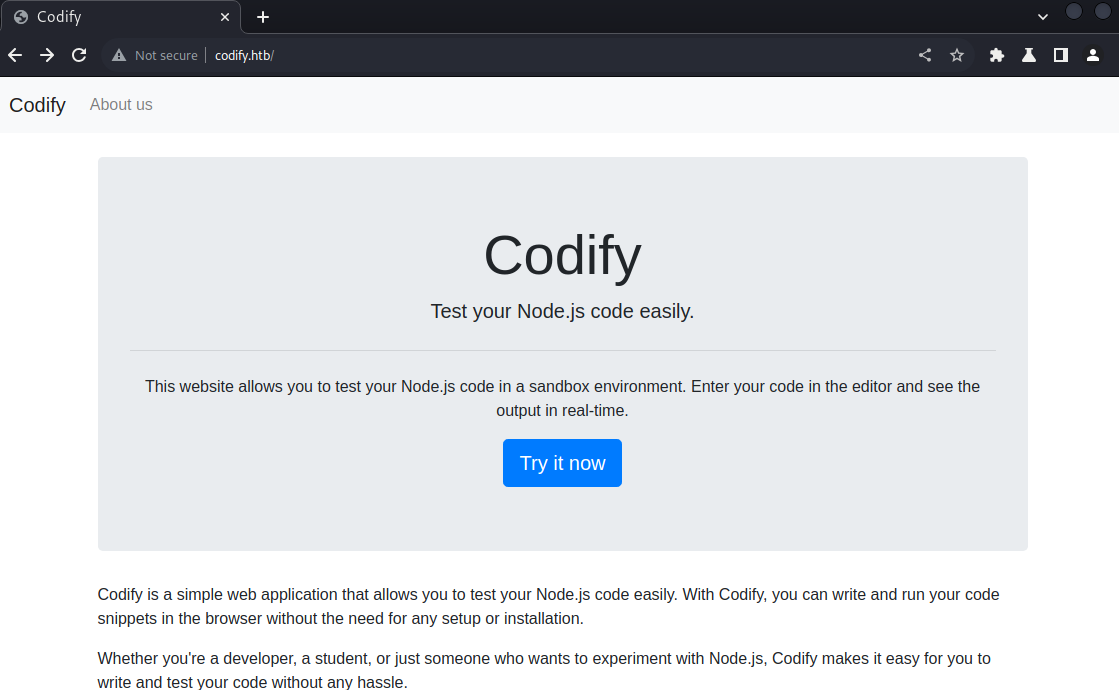 Codify
Not secure codify.htb/
Codify About us
Codify
Test your Node.js code easily.
This website allows you to test your Node.js code in a sandbox environment. Enter your code in the editor and see the
output in real-time.
Try it now
Codify is a simple web application that allows you to test your Node.js code easily. With Codify, you can write and run your code
snippets in the browser without the need for any setup or installation.
Whether you're a developer, a student, or just someone who wants to experiment with Node.js, Codify makes it easy for you to
write and test your code without any hassle.